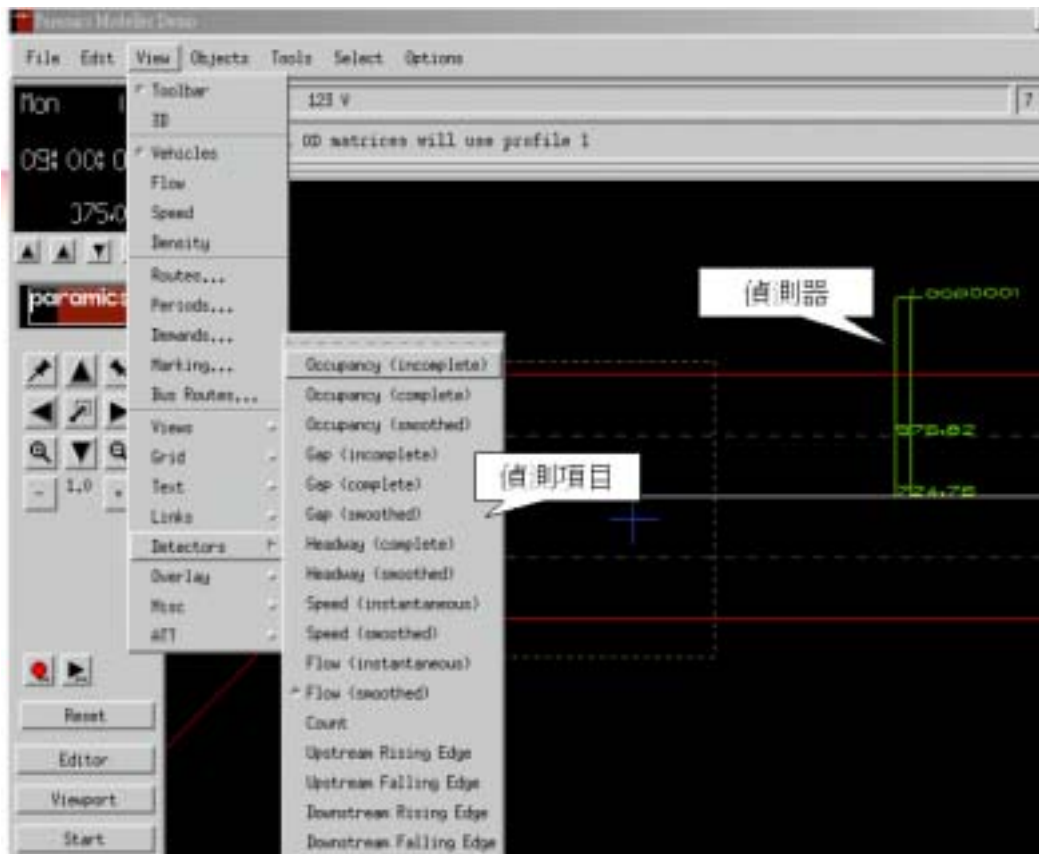 Paramics Modeller Demo
File Edit View Objects Tools Select Options
Mon
09:00:0
375.0
Toolbar
3D
Vehicles
Flow
Speed
Density
Routes...
Periods...
Demands...
Marking...
Bus Routes...
Views
Grid
Text
Links
Detectors
Overlay
Misc
ATT
123 V
7
OD matrices will use profile 1
paramics
1.0
Reset
Editor
Viewport
Start
Occupancy (incomplete)
Occupancy (complete)
Occupancy (smoothed)
Gap (incomplete)
Gap (complete)
Gap (smoothed)
Headway (complete)
Headway (smoothed)
Speed (instantaneous)
Speed (smoothed)
Flow (instantaneous)
Flow (smoothed)
Count
Upstream Rising Edge
Upstream Falling Edge
Downstream Rising Edge
Downstream Falling Edge
偵測項目
偵測器
724.75